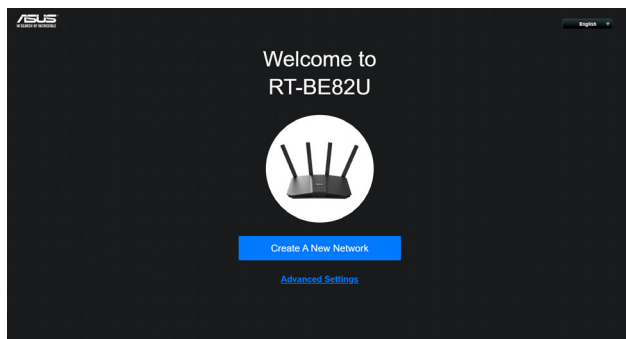 ASUS
IN SEARCH OF INCREDIBLE
English
Welcome to
RT-BE82U
Create A New Network
Advanced Settings